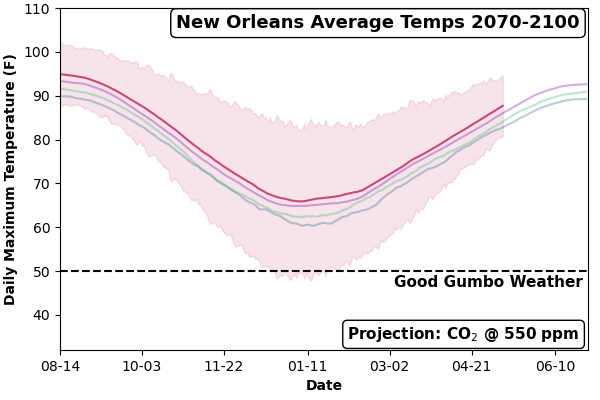 New Orleans Average Temps 2070-2100
Daily Maximum Temperature (F)
110
100
90
80
70
60
50
40
Good Gumbo Weather
Projection: CO₂ @ 550 ppm
08-14 10-03 11-22 01-11 03-02 04-21 06-10
Date